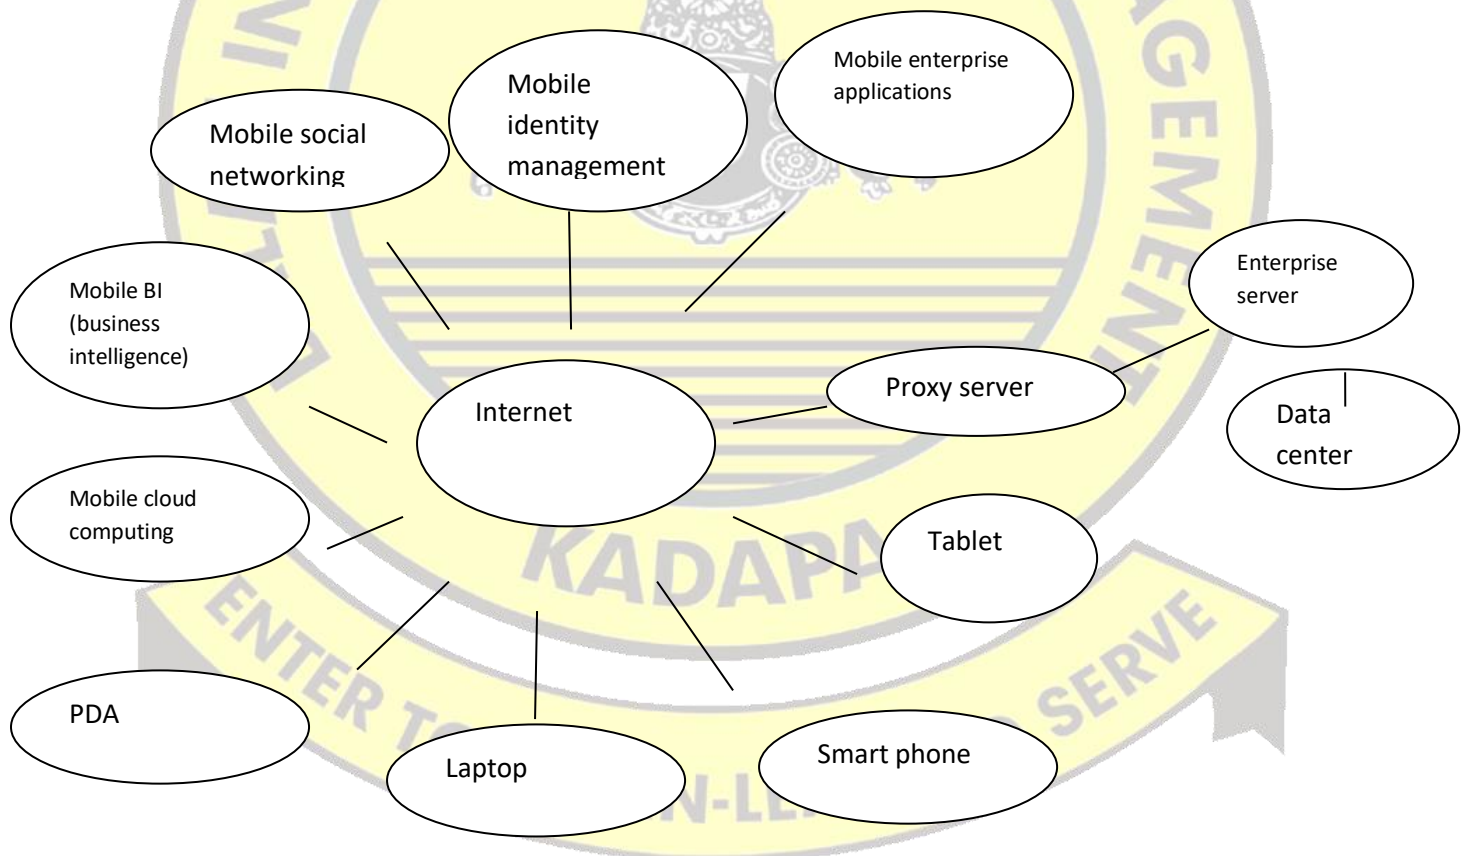 Mobile enterprise
applications
Mobile
identity
management
Mobile social
networking
Enterprise
server
Mobile BI
(business
intelligence)
Proxy server
Internet
Data
center
Mobile cloud
computing
Tablet
PDA
Laptop
Smart phone
KADAPA
ENTER TO
SERVE